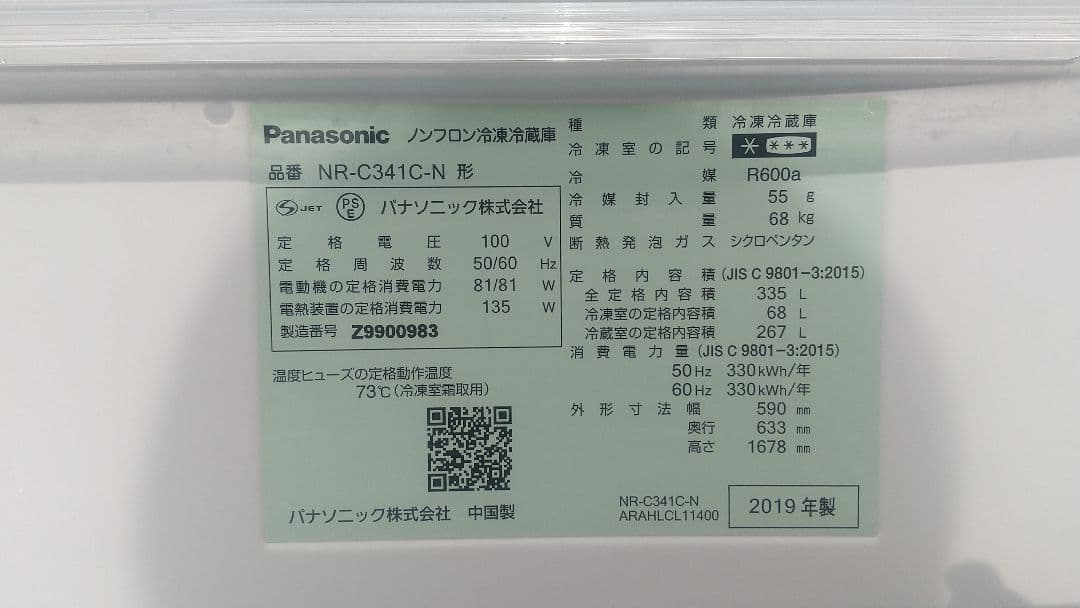 Panasonic ノンフロン冷凍冷蔵庫
品番 NR-C341C-N 形
JET PSE パナソニック株式会社
定格電圧 100 V
定格周波数 50/60 Hz
電動機の定格消費電力 81/81 W
電熱装置の定格消費電力 135 W
製造番号 Z9900983
温度ヒューズの定格動作温度
73℃(冷凍室霜取用)
パナソニック株式会社 中国製
種類 冷凍冷蔵庫
冷凍室の記号 * ***
冷媒 R600a
冷媒封入量 55 g
質量 68 kg
断熱発泡ガス シクロペンタン
定格内容積 (JIS C 9801-3:2015)
全定格内容積 335 L
冷凍室の定格内容積 68 L
冷蔵室の定格内容積 267 L
消費電力量 (JIS C 9801-3:2015)
50Hz 330kWh/年
60Hz 330kWh/年
外形寸法 幅 590 mm
奥行 633 mm
高さ 1678 mm
NR-C341C-N
ARAHLCL11400
2019年製